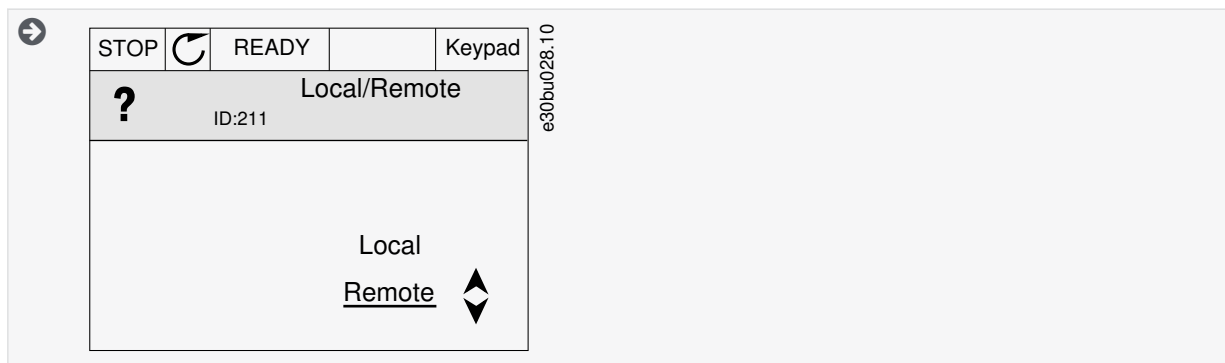 STOP READY Keypad
? Local/Remote
ID:211
Local
Remote
e30bu028.10